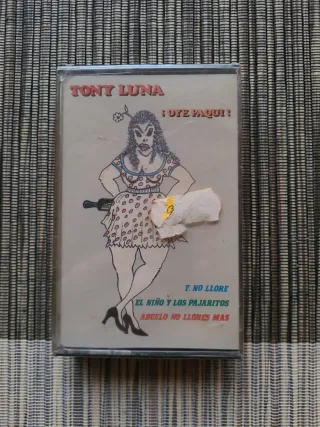 TONY LUNA
¡ OYE PAQUI !
Y. NO LLORE
EL NIÑO Y LOS PAJARITOS
ABUELO NO LLORES MAS